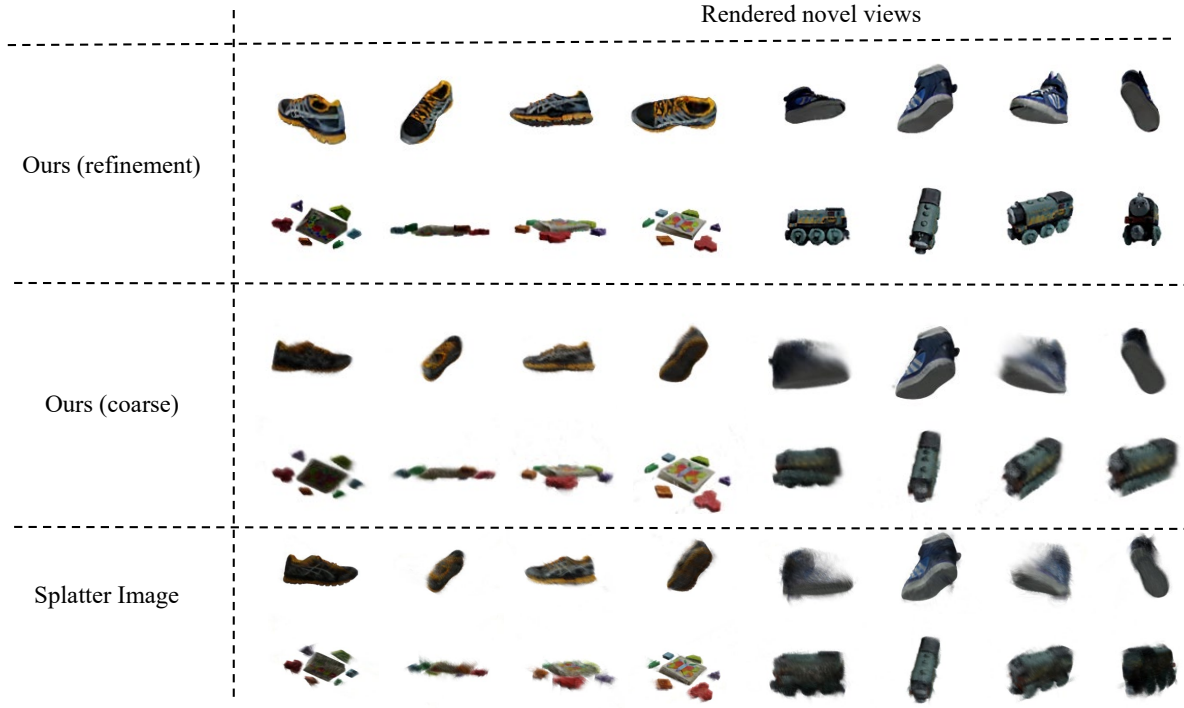 Rendered novel views
Ours (refinement)
Ours (coarse)
Splatter Image